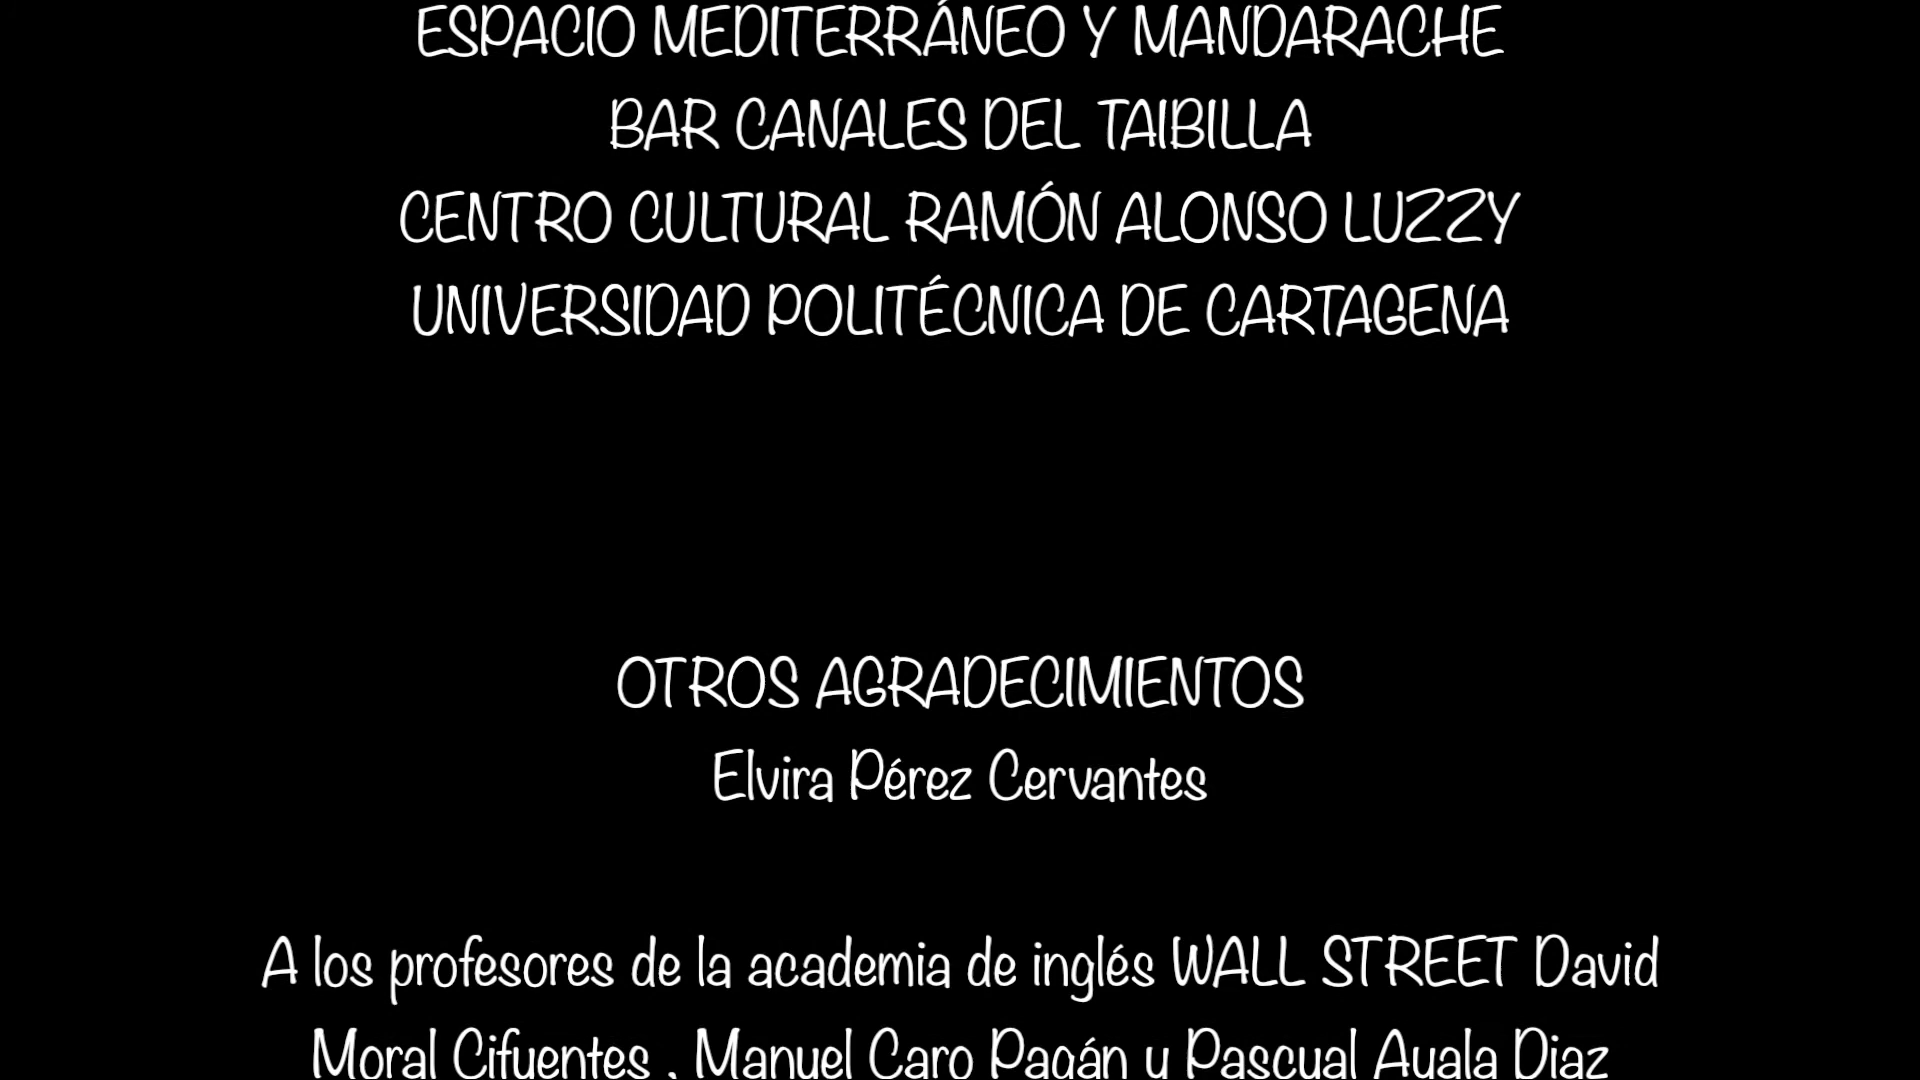 ESPACIO MEDITERRÁNEO Y MANDARACHE
BAR CANALES DEL TAIBILLA
CENTRO CULTURAL RAMÓN ALONSO LUZZY
UNIVERSIDAD POLITÉCNICA DE CARTAGENA
OTROS AGRADECIMIENTOS
Elvira Pérez Cervantes
A los profesores de la academia de inglés WALL STREET David
Moral Cifuentes , Manuel Caro Pagán y Pascual Ayala Diaz